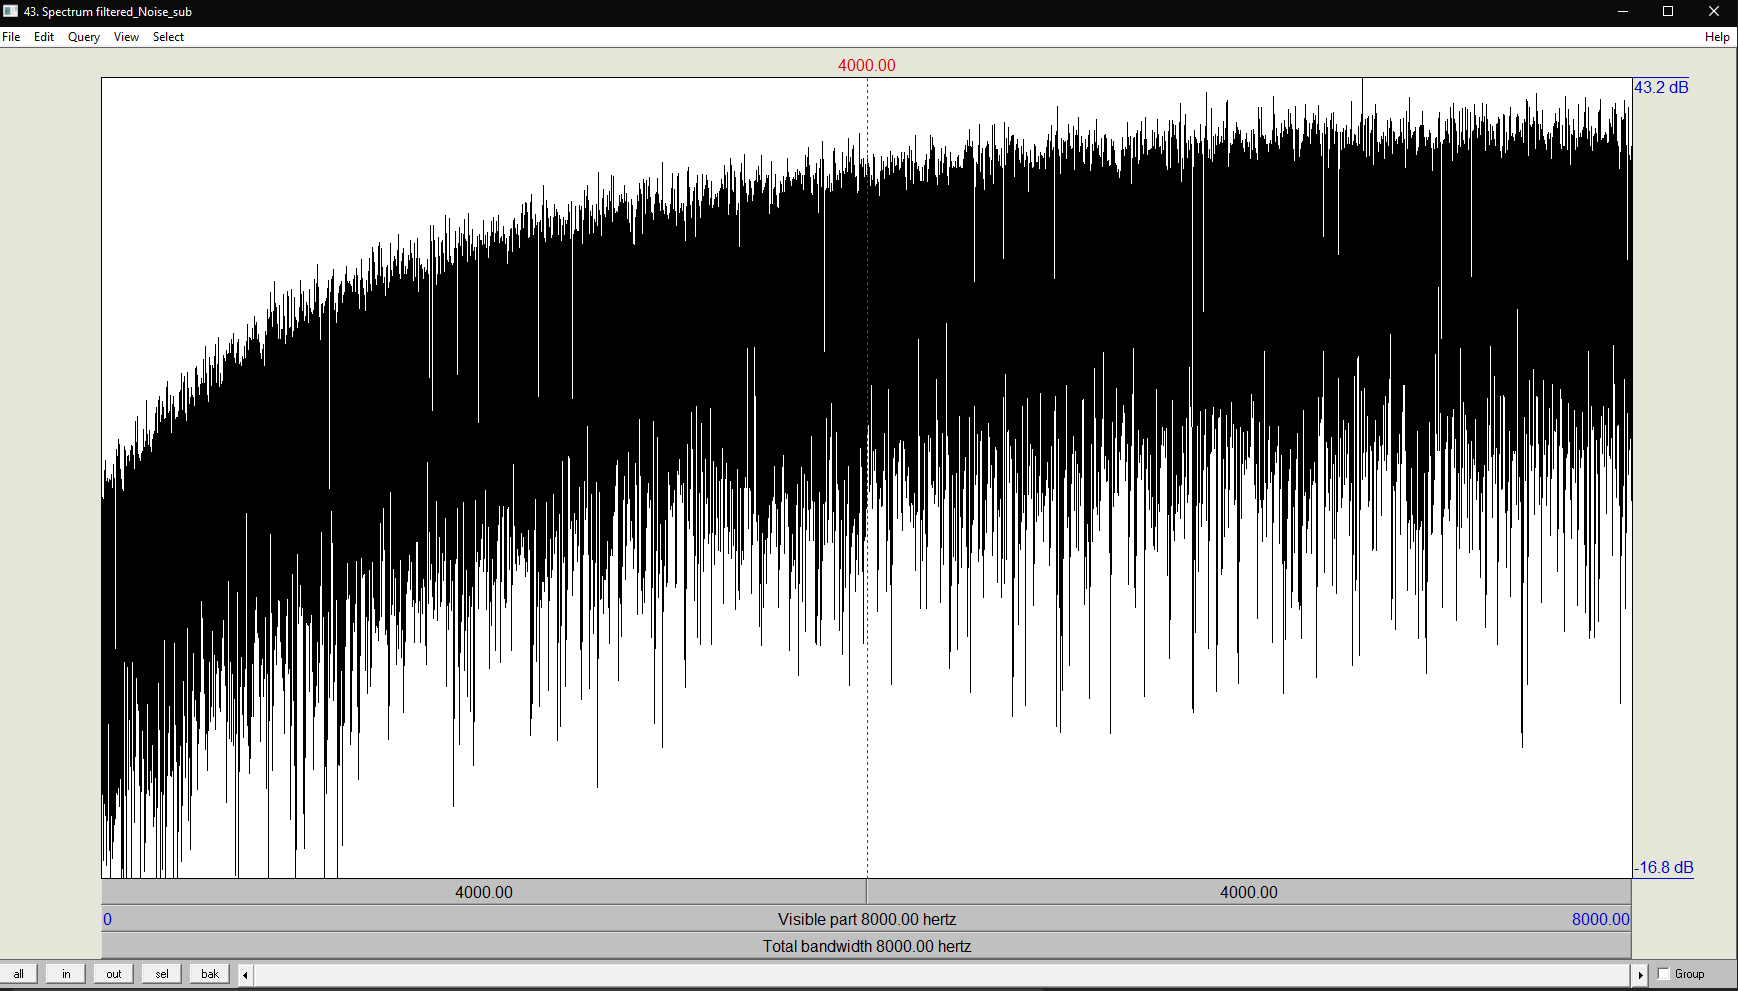 43. Spectrum filtered_Noise_sub
File Edit Query View Select Help
4000.00
43.2 dB
-16.8 dB
4000.00 4000.00
0 Visible part 8000.00 hertz 8000.00
Total bandwidth 8000.00 hertz
all in out sel bak Group